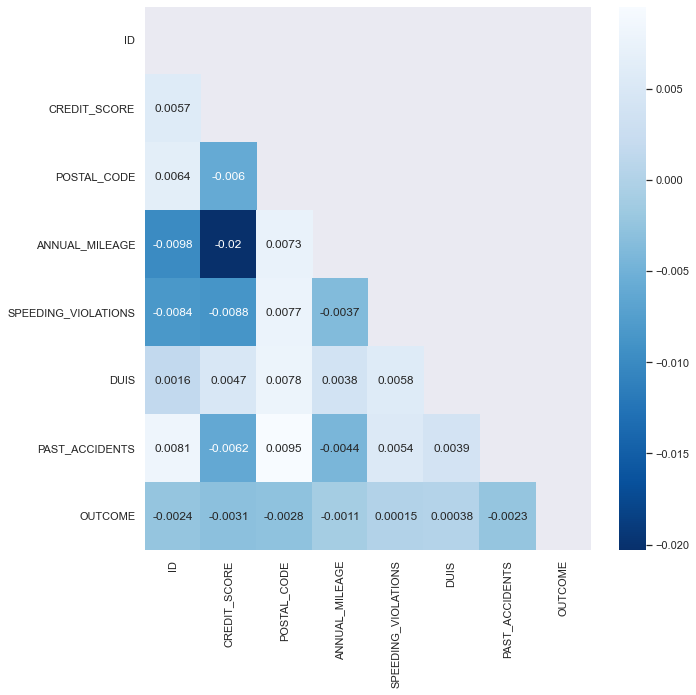 ID
CREDIT_SCORE 0.0057
POSTAL_CODE 0.0064 -0.006
ANNUAL_MILEAGE -0.0098 -0.02 0.0073
SPEEDING_VIOLATIONS -0.0084 -0.0088 0.0077 -0.0037
DUIS 0.0016 0.0047 0.0078 0.0038 0.0058
PAST_ACCIDENTS 0.0081 -0.0062 0.0095 -0.0044 0.0054 0.0039
OUTCOME -0.0024 -0.0031 -0.0028 -0.0011 0.00015 0.00038 -0.0023
ID
CREDIT_SCORE
POSTAL_CODE
ANNUAL_MILEAGE
SPEEDING_VIOLATIONS
DUIS
PAST_ACCIDENTS
OUTCOME
0.005
0.000
−0.005
−0.010
−0.015
−0.020